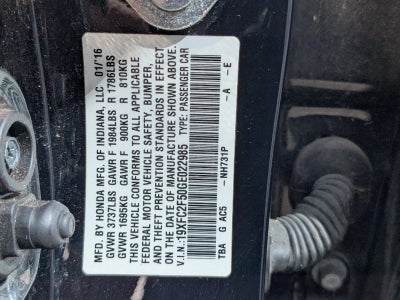 MFD. BY HONDA MFG. OF INDIANA, LLC 01/'16
GVWR 3737LBS GAWR F 1984LBS R 1786LBS
GVWR 1695KG GAWR F 900KG R 810KG
THIS VEHICLE CONFORMS TO ALL APPLICABLE
FEDERAL MOTOR VEHICLE SAFETY, BUMPER,
AND THEFT PREVENTION STANDARDS IN EFFECT
ON THE DATE OF MANUFACTURE SHOWN ABOVE.
V.I.N.:19XFC2F50GE022985 TYPE: PASSENGER CAR
TBA G AC5 -NH731P -A -E